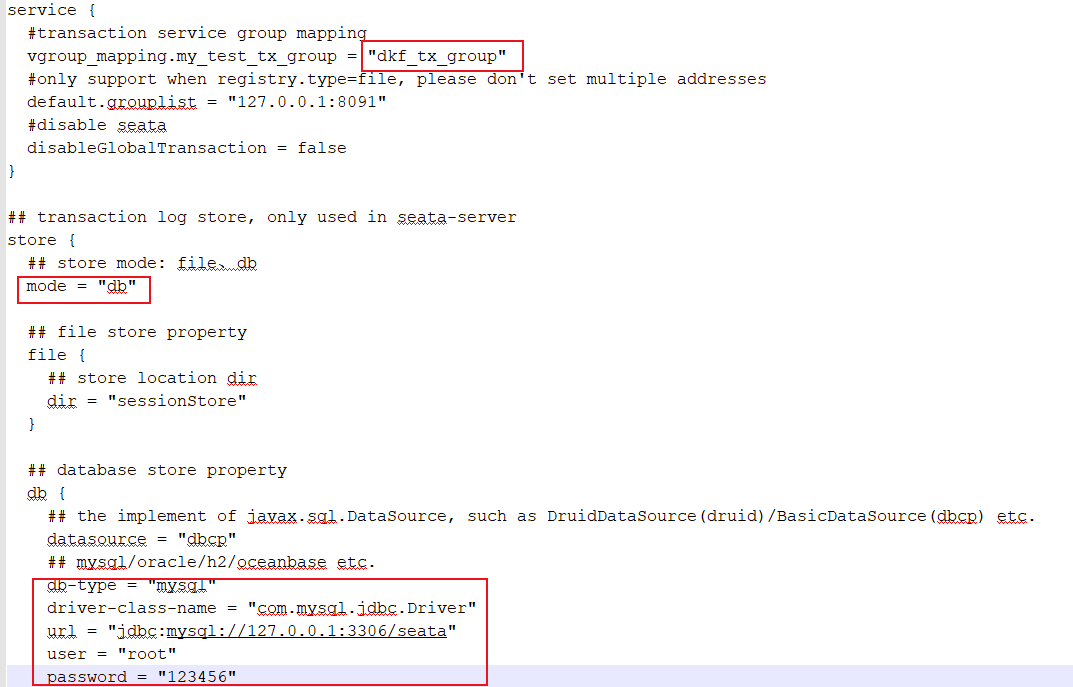 service {
  #transaction service group mapping
  vgroup_mapping.my_test_tx_group = "dkf_tx_group"
  #only support when registry.type=file, please don't set multiple addresses
  default.grouplist = "127.0.0.1:8091"
  #disable seata
  disableGlobalTransaction = false
}
## transaction log store, only used in seata-server
store {
  ## store mode: file、db
  mode = "db"
  ## file store property
  file {
    ## store location dir
    dir = "sessionStore"
  }
  ## database store property
  db {
    ## the implement of javax.sql.DataSource, such as DruidDataSource(druid)/BasicDataSource(dbcp) etc.
    datasource = "dbcp"
    ## mysql/oracle/h2/oceanbase etc.
    db-type = "mysql"
    driver-class-name = "com.mysql.jdbc.Driver"
    url = "jdbc:mysql://127.0.0.1:3306/seata"
    user = "root"
    password = "123456"